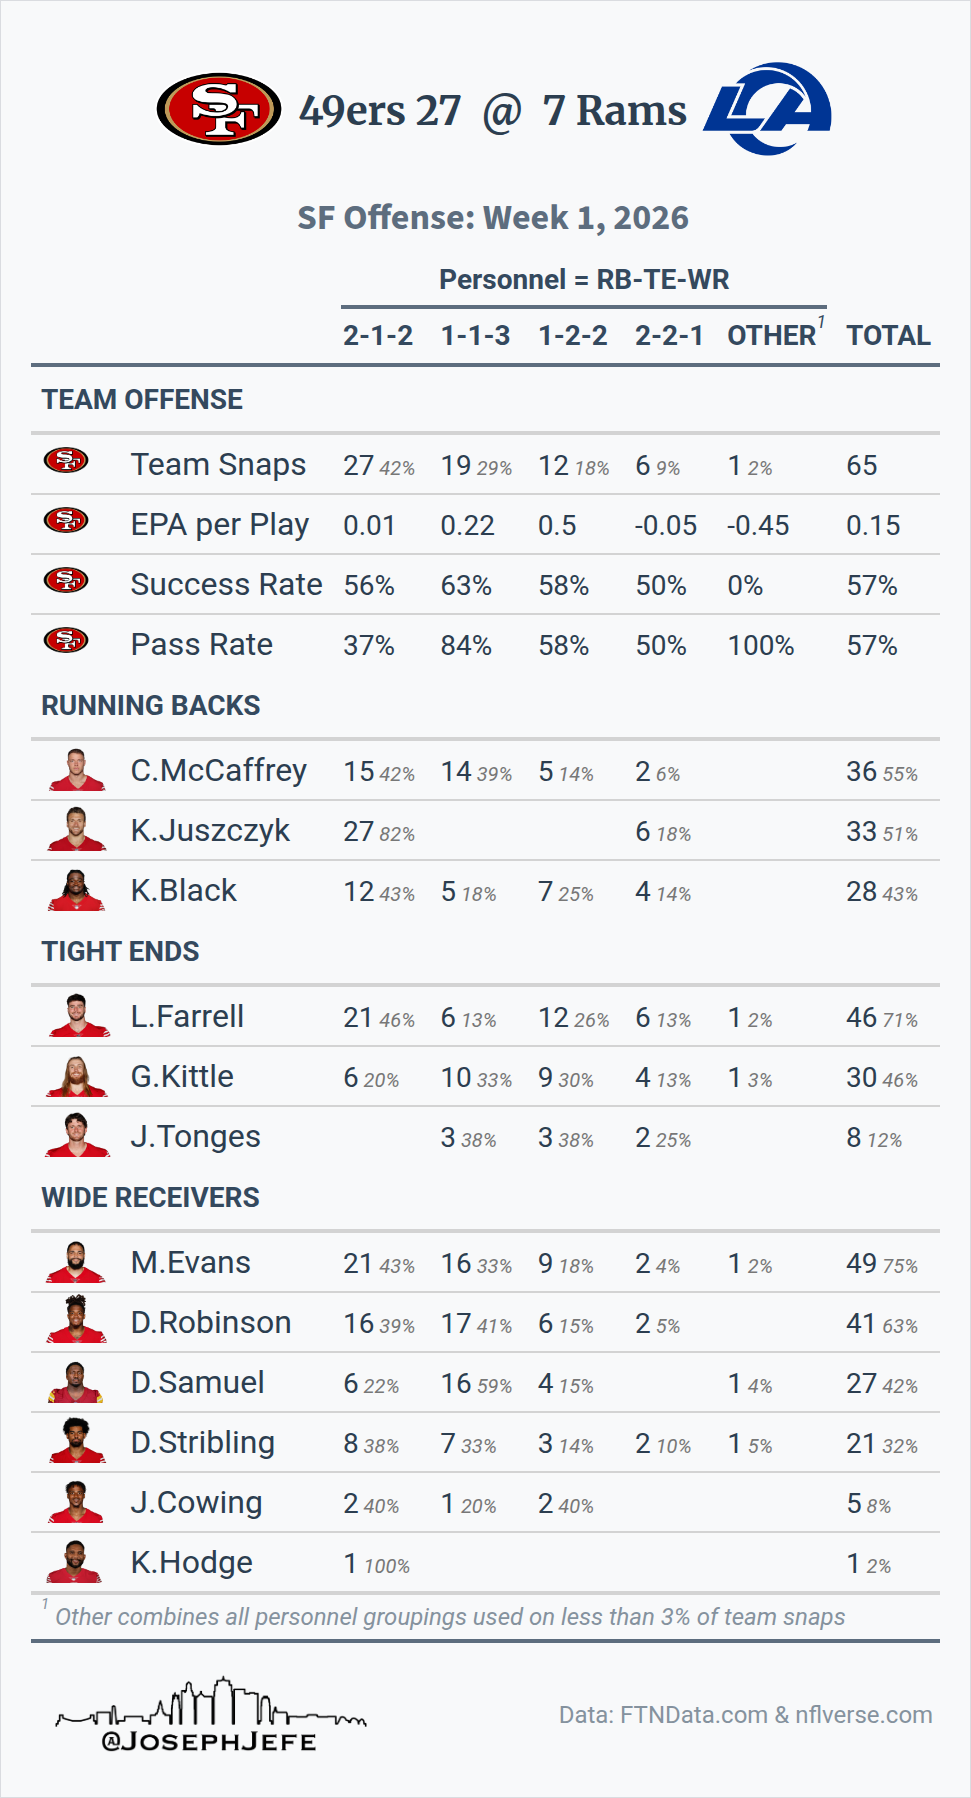 SF 49ers 27 @ 7 Rams LA
SF Offense: Week 1, 2026
Personnel = RB-TE-WR
2-1-2 1-1-3 1-2-2 2-2-1 OTHER1 TOTAL
TEAM OFFENSE
SF Team Snaps 27 42% 19 29% 12 18% 6 9% 1 2% 65
SF EPA per Play 0.01 0.22 0.5 -0.05 -0.45 0.15
SF Success Rate 56% 63% 58% 50% 0% 57%
SF Pass Rate 37% 84% 58% 50% 100% 57%
RUNNING BACKS
C.McCaffrey 15 42% 14 39% 5 14% 2 6% 36 55%
K.Juszczyk 27 82% 6 18% 33 51%
K.Black 12 43% 5 18% 7 25% 4 14% 28 43%
TIGHT ENDS
L.Farrell 21 46% 6 13% 12 26% 6 13% 1 2% 46 71%
G.Kittle 6 20% 10 33% 9 30% 4 13% 1 3% 30 46%
J.Tonges 3 38% 3 38% 2 25% 8 12%
WIDE RECEIVERS
M.Evans 21 43% 16 33% 9 18% 2 4% 1 2% 49 75%
D.Robinson 16 39% 17 41% 6 15% 2 5% 41 63%
D.Samuel 6 22% 16 59% 4 15% 1 4% 27 42%
D.Stribling 8 38% 7 33% 3 14% 2 10% 1 5% 21 32%
J.Cowing 2 40% 1 20% 2 40% 5 8%
K.Hodge 1 100% 1 2%
1 Other combines all personnel groupings used on less than 3% of team snaps
@JOSEPHJEFE
Data: FTNData.com & nflverse.com